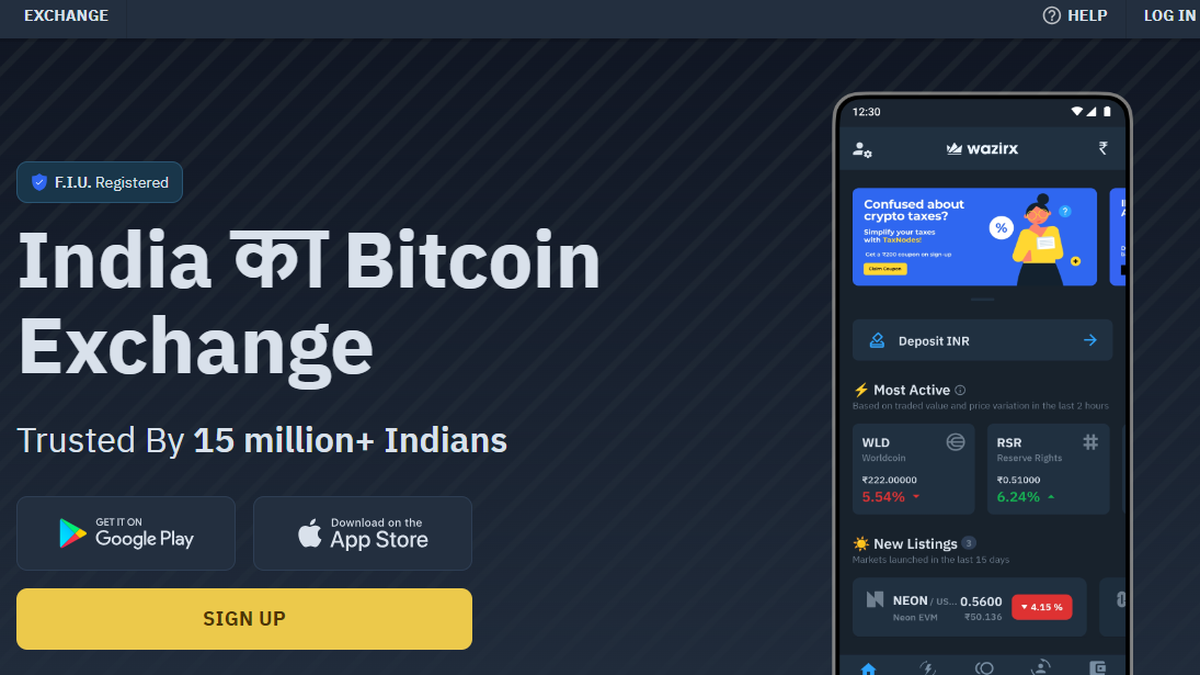 EXCHANGE
HELP
LOG IN
F.I.U. Registered
India का Bitcoin
Exchange
Trusted By 15 million+ Indians
GET IT ON
Google Play
Download on the
App Store
SIGN UP
12:30
wazirx
₹
Confused about
crypto taxes?
Simplify your taxes
with TaxNodes!
Get a ₹200 coupon on sign-up
Claim Coupon
%
?
Deposit INR
Most Active
Based on traded value and price variation in the last 2 hours
WLD
Worldcoin
₹222.00000
5.54%
RSR
Reserve Rights
₹0.51000
6.24%
New Listings 3
Markets launched in the last 15 days
NEON / US... 0.5600
Neon EVM ₹50.136
4.15 %